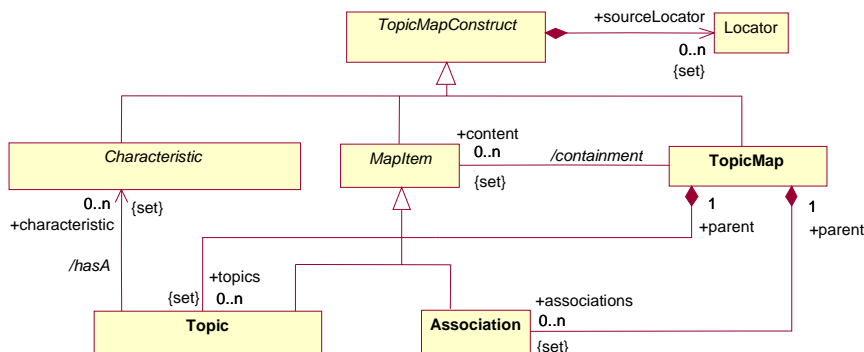 TopicMapConstruct
+sourceLocator
Locator
0..n
{set}
+content
Characteristic
MapItem
0..n
/containment
TopicMap
{set}
0..n
{set}
+characteristic
1
+parent
1
+parent
/hasA
+topics
{set}
0..n
+associations
Topic
Association
0..n
{set}